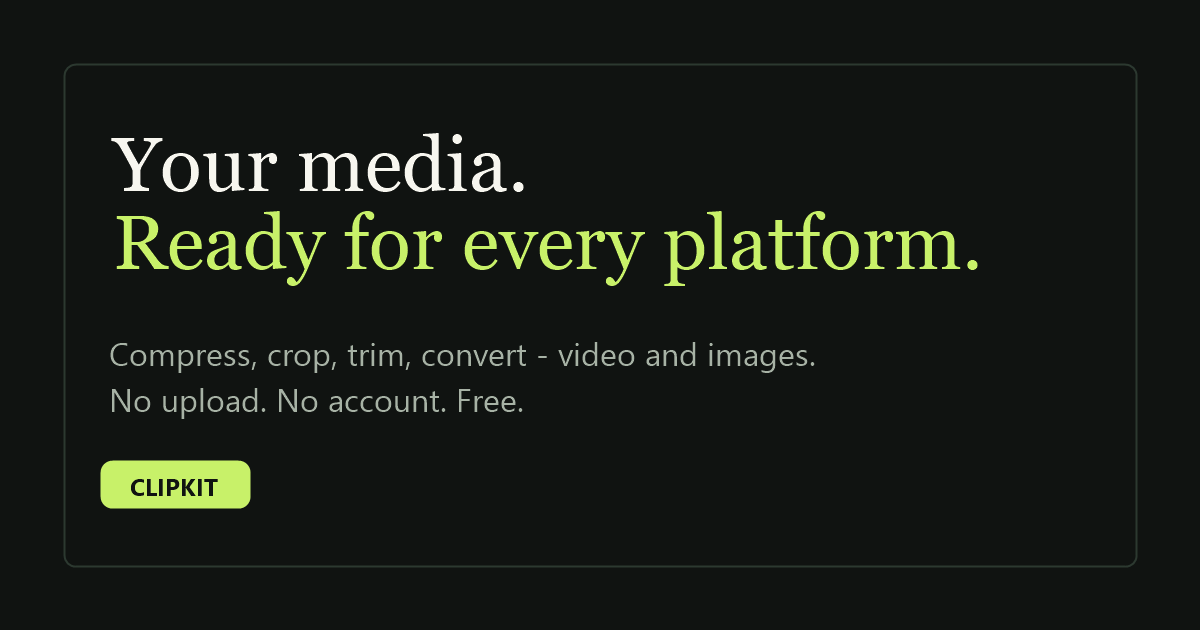 Your media.
Ready for every platform.
Compress, crop, trim, convert - video and images.
No upload. No account. Free.
CLIPKIT